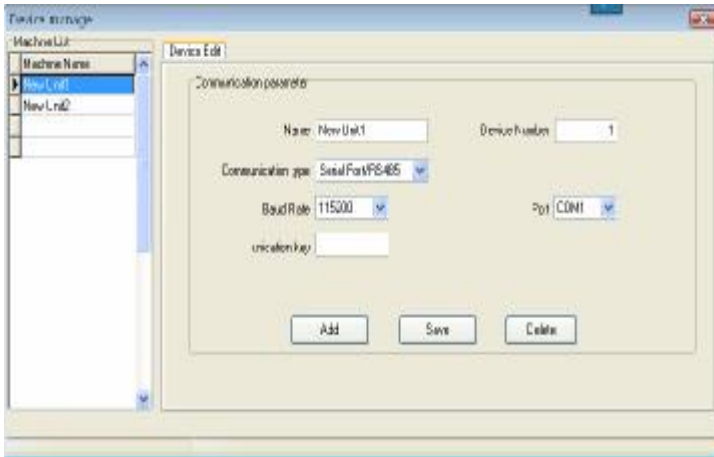 Device manage
Machine List
Machine Name
New Unit1
New Unit2
Device Edit
Communication parameter
Name New Unit1 Device Number 1
Communication type Serial Port/RS485
Baud Rate 115200 Port COM1
unication key
Add Save Delete